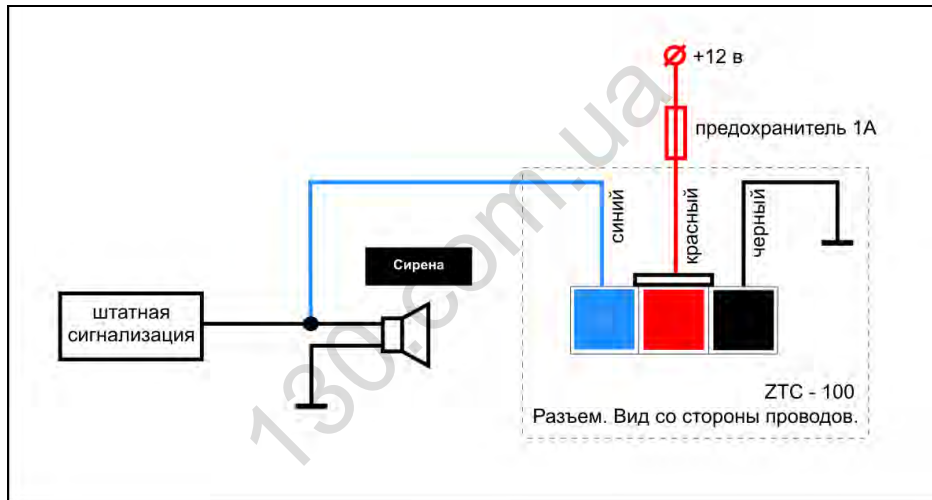 +12 в
предохранитель 1А
синий
красный
черный
Сирена
штатная
сигнализация
ZTC - 100
Разъем. Вид со стороны проводов.
130.com.ua